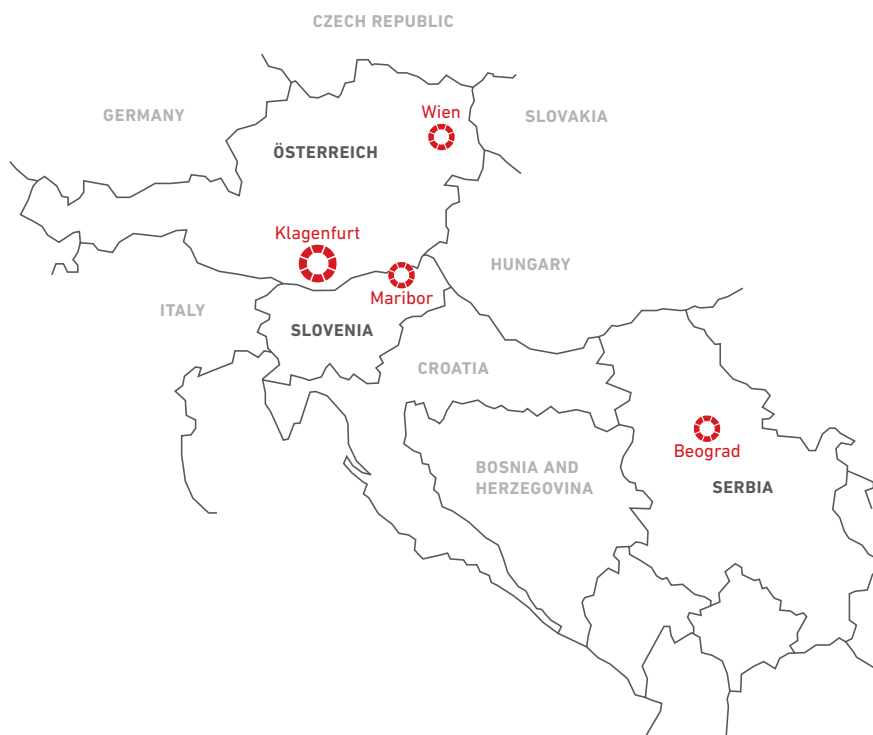 CZECH REPUBLIC
GERMANY
Wien
SLOVAKIA
ÖSTERREICH
Klagenfurt
HUNGARY
Maribor
ITALY
SLOVENIA
CROATIA
Beograd
BOSNIA AND
HERZEGOVINA
SERBIA